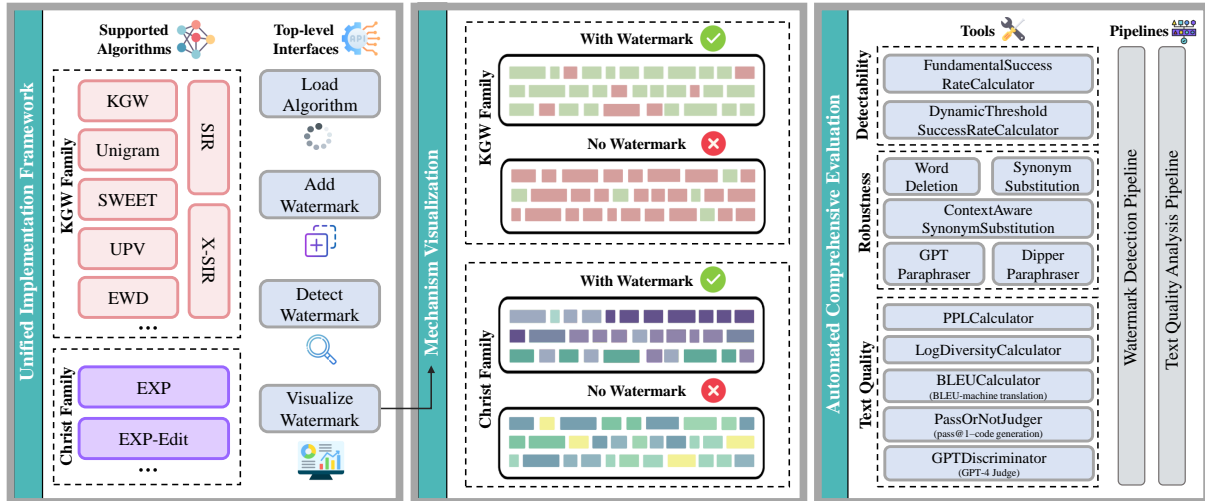 Unified Implementation Framework
Supported
Algorithms
Top-level
Interfaces
API
KGW Family
KGW
Unigram
SWEET
UPV
EWD
...
SIR
X-SIR
Christ Family
EXP
EXP-Edit
...
Load
Algorithm
Add
Watermark
Detect
Watermark
Visualize
Watermark
Mechanism Visualization
KGW Family
With Watermark
No Watermark
Christ Family
With Watermark
No Watermark
Automated Comprehensive Evaluation
Tools
Pipelines
Detectability
FundamentalSuccess
RateCalculator
DynamicThreshold
SuccessRateCalculator
Robustness
Word
Deletion
Synonym
Substitution
ContextAware
SynonymSubstitution
GPT
Paraphraser
Dipper
Paraphraser
Text Quality
PPLCalculator
LogDiversityCalculator
BLEUCalculator
(BLEU-machine translation)
PassOrNotJudger
(pass@1–code generation)
GPTDiscriminator
(GPT-4 Judge)
Watermark Detection Pipeline
Text Quality Analysis Pipeline